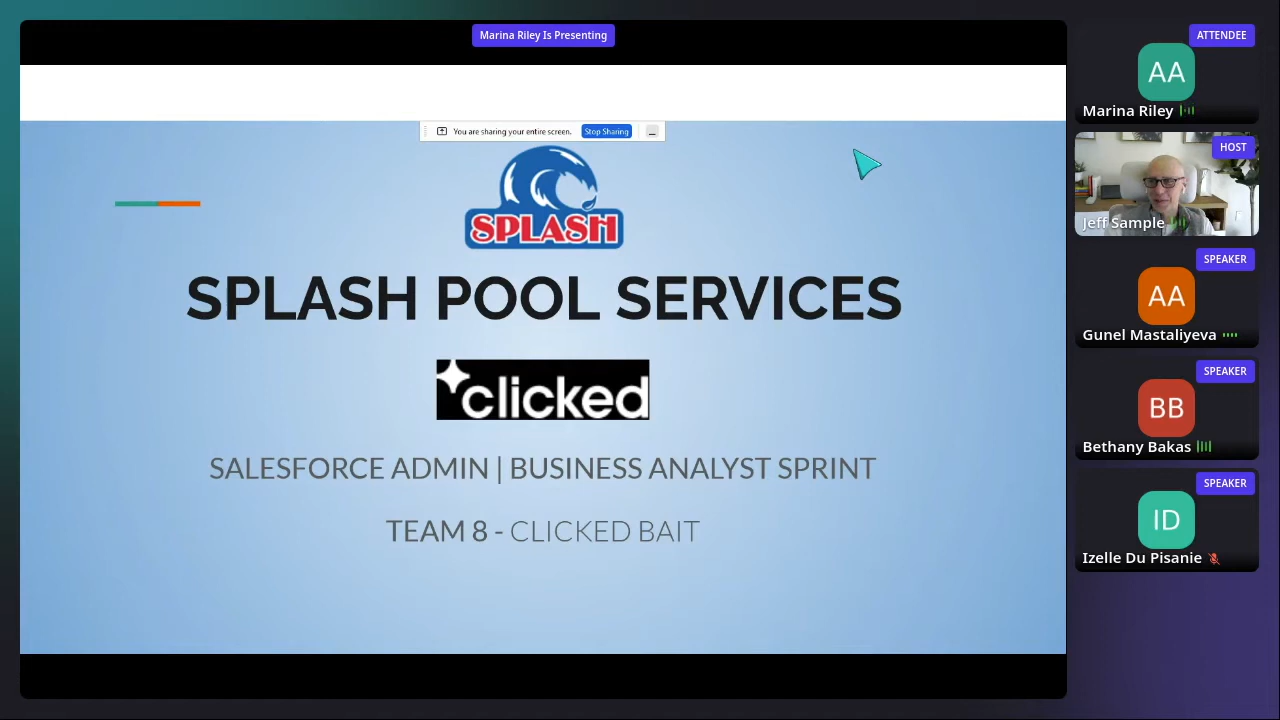 Marina Riley Is Presenting
You are sharing your entire screen. Stop Sharing
SPLASH
SPLASH POOL SERVICES
clicked
SALESFORCE ADMIN | BUSINESS ANALYST SPRINT
TEAM 8 - CLICKED BAIT
ATTENDEE
AA
Marina Riley
HOST
Jeff Sample
SPEAKER
AA
Gunel Mastaliyeva
SPEAKER
BB
Bethany Bakas
SPEAKER
ID
Izelle Du Pisanie